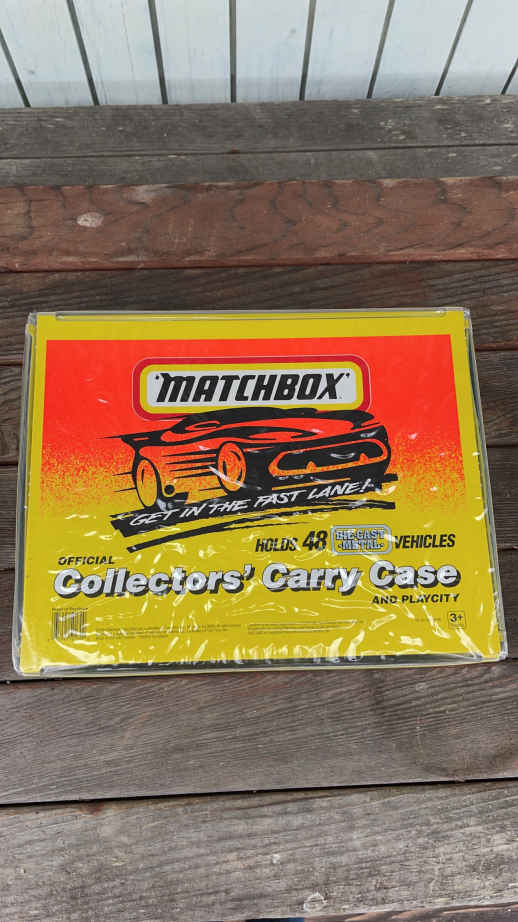 "MATCHBOX"
GET IN THE FAST LANE!
HOLDS 48 DIE CAST METAL VEHICLES
OFFICIAL
Collectors' Carry Case
AND PLAYCITY
3+